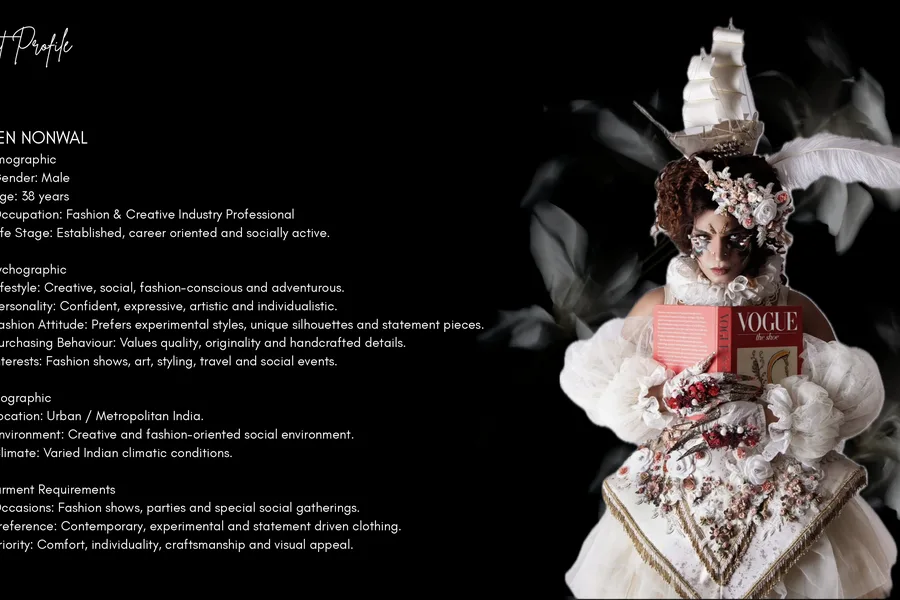 t Profile
EN NONWAL
mographic
ender: Male
ge: 38 years
Occupation: Fashion & Creative Industry Professional
ife Stage: Established, career oriented and socially active.
ychographic
ifestyle: Creative, social, fashion-conscious and adventurous.
ersonality: Confident, expressive, artistic and individualistic.
ashion Attitude: Prefers experimental styles, unique silhouettes and statement pieces.
urchasing Behaviour: Values quality, originality and handcrafted details.
terests: Fashion shows, art, styling, travel and social events.
ographic
ocation: Urban / Metropolitan India.
nvironment: Creative and fashion-oriented social environment.
limate: Varied Indian climatic conditions.
arment Requirements
Occasions: Fashion shows, parties and special social gatherings.
reference: Contemporary, experimental and statement driven clothing.
riority: Comfort, individuality, craftsmanship and visual appeal.
VOGUE
the shoe